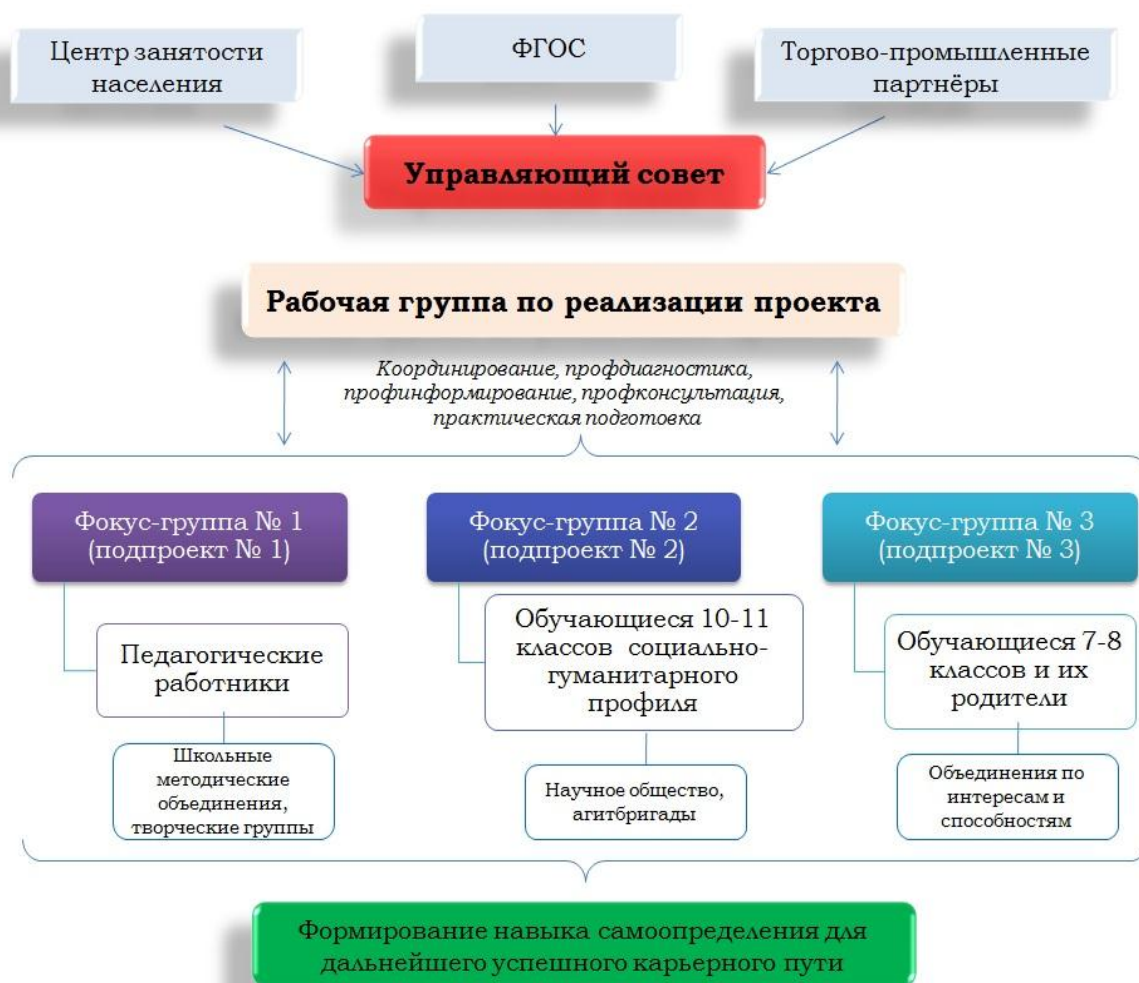 Центр занятости
населения
ФГОС
Торгово-промышленные
партнёры
Управляющий совет
Рабочая группа по реализации проекта
Координирование, профдиагностика,
профинформирование, профконсультация,
практическая подготовка
Фокус-группа № 1
(подпроект № 1)
Фокус-группа № 2
(подпроект № 2)
Фокус-группа № 3
(подпроект № 3)
Педагогические
работники
Обучающиеся 10-11
классов социально-
гуманитарного
профиля
Обучающиеся 7-8
классов и их
родители
Школьные
методические
объединения,
творческие группы
Научное общество,
агитбригады
Объединения по
интересам и
способностям
Формирование навыка самоопределения для
дальнейшего успешного карьерного пути